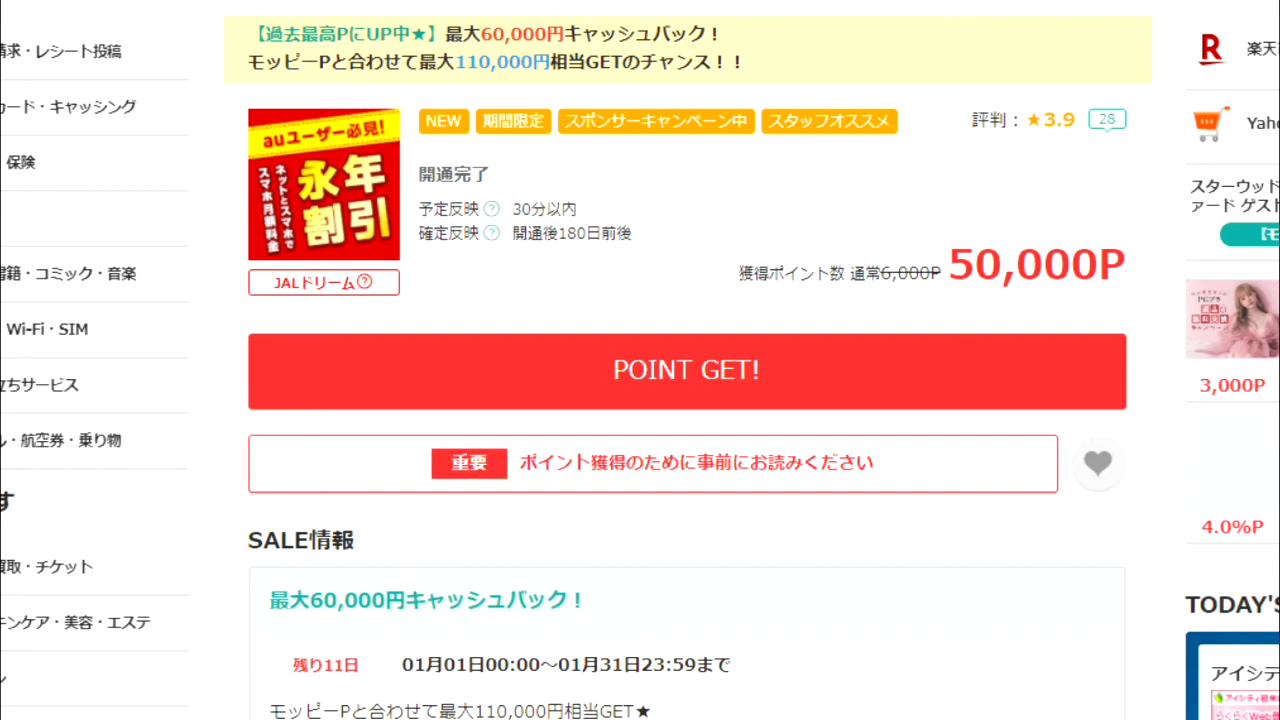 【過去最高PにUP中★】最大60,000円キャッシュバック！
モッピーPと合わせて最大110,000円相当GETのチャンス！！
請求・レシート投稿
カード・キャッシング
保険
書籍・コミック・音楽
Wi-Fi・SIM
立ちサービス
ル・航空券・乗り物
す
買取・チケット
キンケア・美容・エステ
auユーザー必見!
ネットとスマホで
スマホ月額料金
永年
割引
JALドリーム?
NEW 期間限定 スポンサーキャンペーン中 スタッフオススメ
評判：★3.9 28
開通完了
予定反映 ? 30分以内
確定反映 ? 開通後180日前後
獲得ポイント数 通常6,000P 50,000P
POINT GET!
重要 ポイント獲得のために事前にお読みください
SALE情報
最大60,000円キャッシュバック！
残り11日 01月01日00:00～01月31日23:59まで
モッピーPと合わせて最大110,000円相当GET★
R 楽天
Yaho
スターウッド
ァード ゲスト
【モ
3,000P
4.0%P
TODAY'S
アイシテ